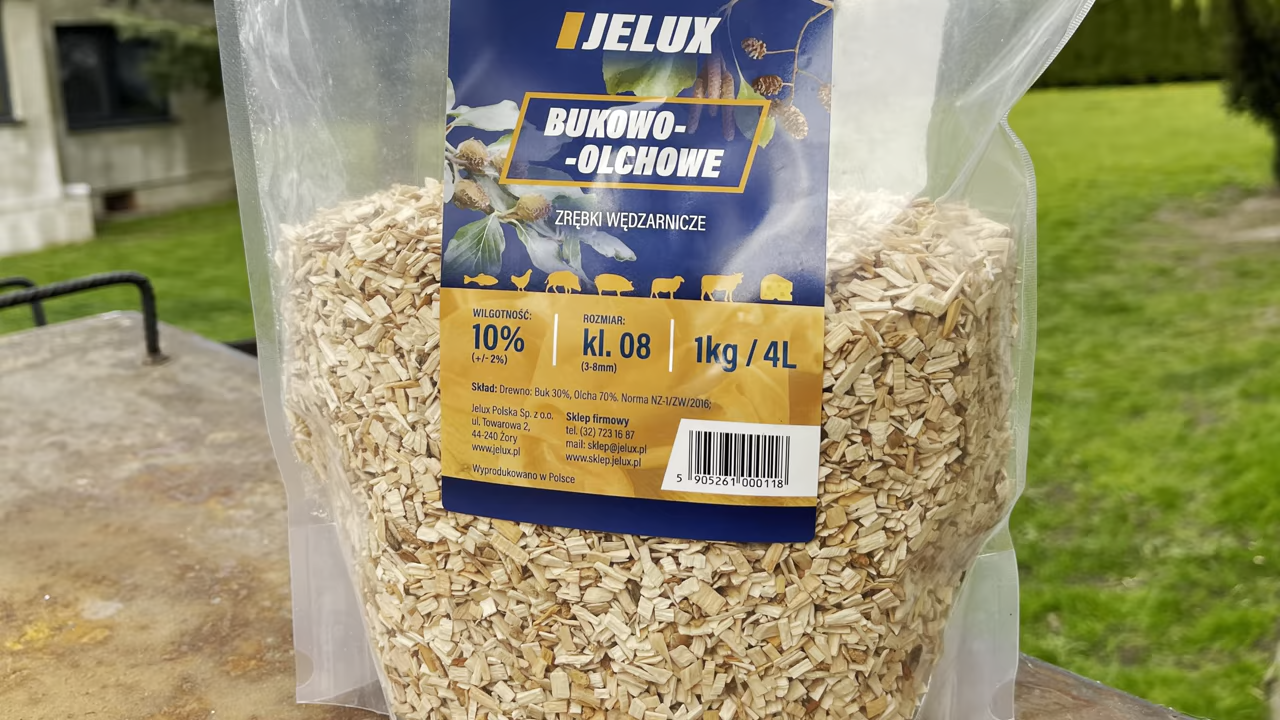 JELUX
BUKOWO-
-OLCHOWE
ZRĘBKI WĘDZARNICZE
WILGOTNOŚĆ:
10%
(+/- 2%)
ROZMIAR:
kl. 08
(3-8mm)
1kg / 4L
Skład: Drewno: Buk 30%, Olcha 70%. Norma NZ-1/ZW/2016;
Jelux Polska Sp. z o.o.
ul. Towarowa 2,
44-240 Żory
www.jelux.pl
Skład firmowy
tel. (32) 723 16 87
mail: sklep@jelux.pl
www.sklep.jelux.pl
Wyprodukowano w Polsce
5 905261 000118